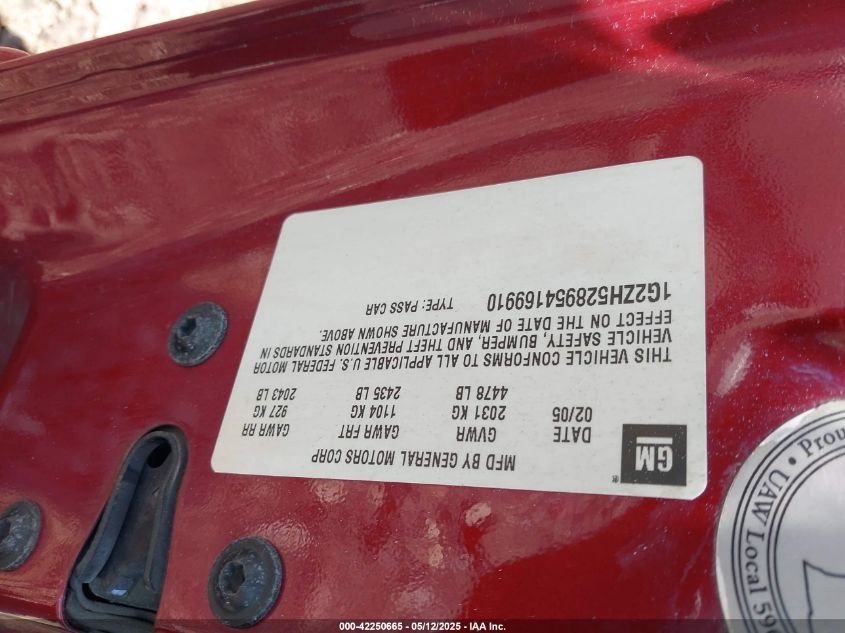 MFD BY GENERAL MOTORS CORP
GM
®
DATE GVWR GAWR FRT GAWR RR
02/05 2031 KG 1104 KG 927 KG
4478 LB 2435 LB 2043 LB
THIS VEHICLE CONFORMS TO ALL APPLICABLE U.S. FEDERAL MOTOR
VEHICLE SAFETY, BUMPER, AND THEFT PREVENTION STANDARDS IN
EFFECT ON THE DATE OF MANUFACTURE SHOWN ABOVE.
1G2ZH528954169910 TYPE: PASS CAR
UAW Local 59
• Prou
000-42250665 - 05/12/2025 - IAA Inc.